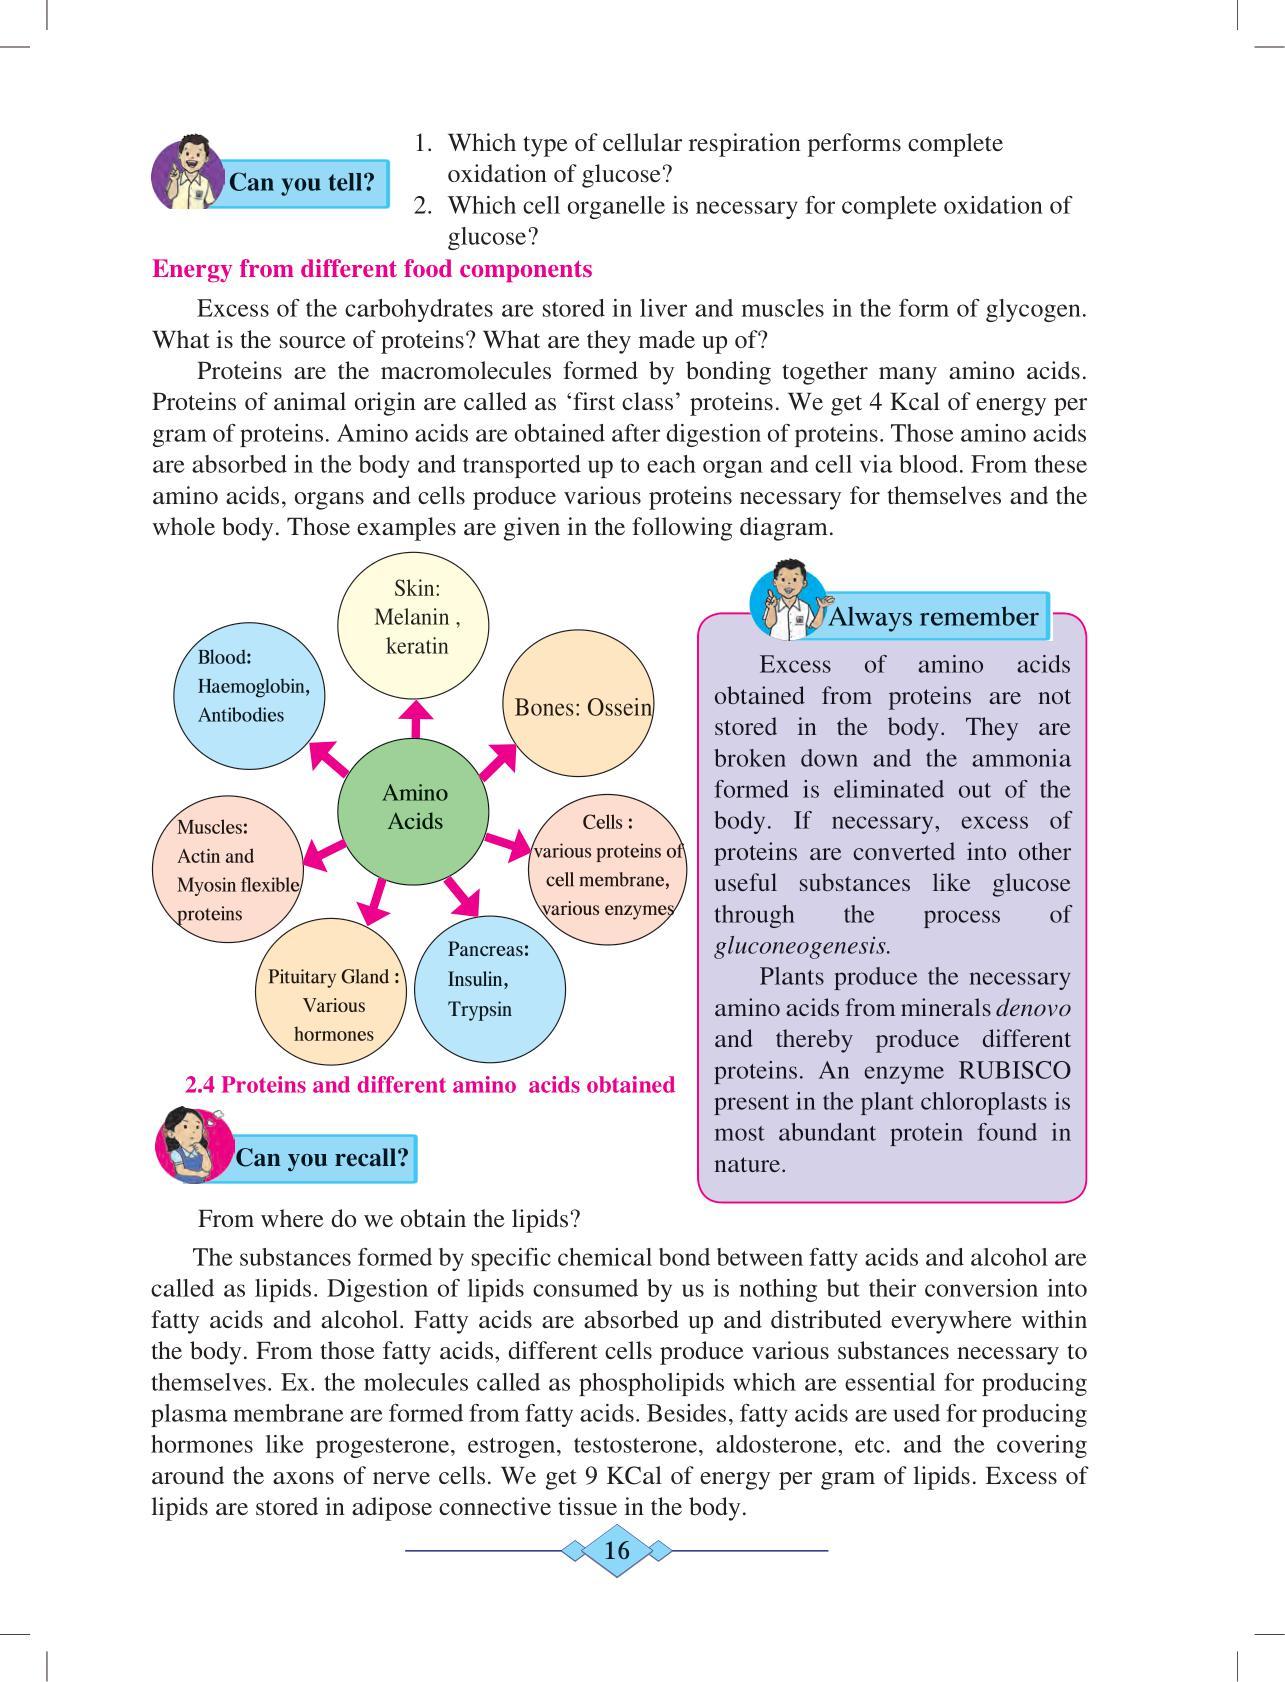 Can you tell?
1. Which type of cellular respiration performs complete
oxidation of glucose?
2. Which cell organelle is necessary for complete oxidation of
glucose?
Energy from different food components
Excess of the carbohydrates are stored in liver and muscles in the form of glycogen.
What is the source of proteins? What are they made up of?
Proteins are the macromolecules formed by bonding together many amino acids.
Proteins of animal origin are called as ‘first class’ proteins. We get 4 Kcal of energy per
gram of proteins. Amino acids are obtained after digestion of proteins. Those amino acids
are absorbed in the body and transported up to each organ and cell via blood. From these
amino acids, organs and cells produce various proteins necessary for themselves and the
whole body. Those examples are given in the following diagram.
Skin:
Melanin ,
keratin
Blood:
Haemoglobin,
Antibodies
Bones: Ossein
Amino
Acids
Muscles:
Actin and
Myosin flexible
proteins
Cells :
various proteins of
cell membrane,
various enzymes
Pituitary Gland :
Various
hormones
Pancreas:
Insulin,
Trypsin
2.4 Proteins and different amino acids obtained
Always remember
Excess of amino acids
obtained from proteins are not
stored in the body. They are
broken down and the ammonia
formed is eliminated out of the
body. If necessary, excess of
proteins are converted into other
useful substances like glucose
through the process of
gluconeogenesis.
Plants produce the necessary
amino acids from minerals denovo
and thereby produce different
proteins. An enzyme RUBISCO
present in the plant chloroplasts is
most abundant protein found in
nature.
Can you recall?
From where do we obtain the lipids?
The substances formed by specific chemical bond between fatty acids and alcohol are
called as lipids. Digestion of lipids consumed by us is nothing but their conversion into
fatty acids and alcohol. Fatty acids are absorbed up and distributed everywhere within
the body. From those fatty acids, different cells produce various substances necessary to
themselves. Ex. the molecules called as phospholipids which are essential for producing
plasma membrane are formed from fatty acids. Besides, fatty acids are used for producing
hormones like progesterone, estrogen, testosterone, aldosterone, etc. and the covering
around the axons of nerve cells. We get 9 KCal of energy per gram of lipids. Excess of
lipids are stored in adipose connective tissue in the body.
16